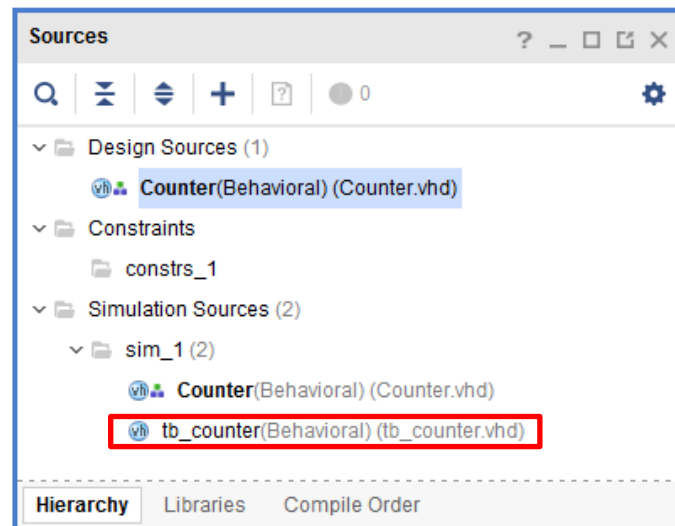 Sources
0
Design Sources (1)
Counter(Behavioral) (Counter.vhd)
Constraints
constrs_1
Simulation Sources (2)
sim_1 (2)
Counter(Behavioral) (Counter.vhd)
tb_counter(Behavioral) (tb_counter.vhd)
Hierarchy Libraries Compile Order